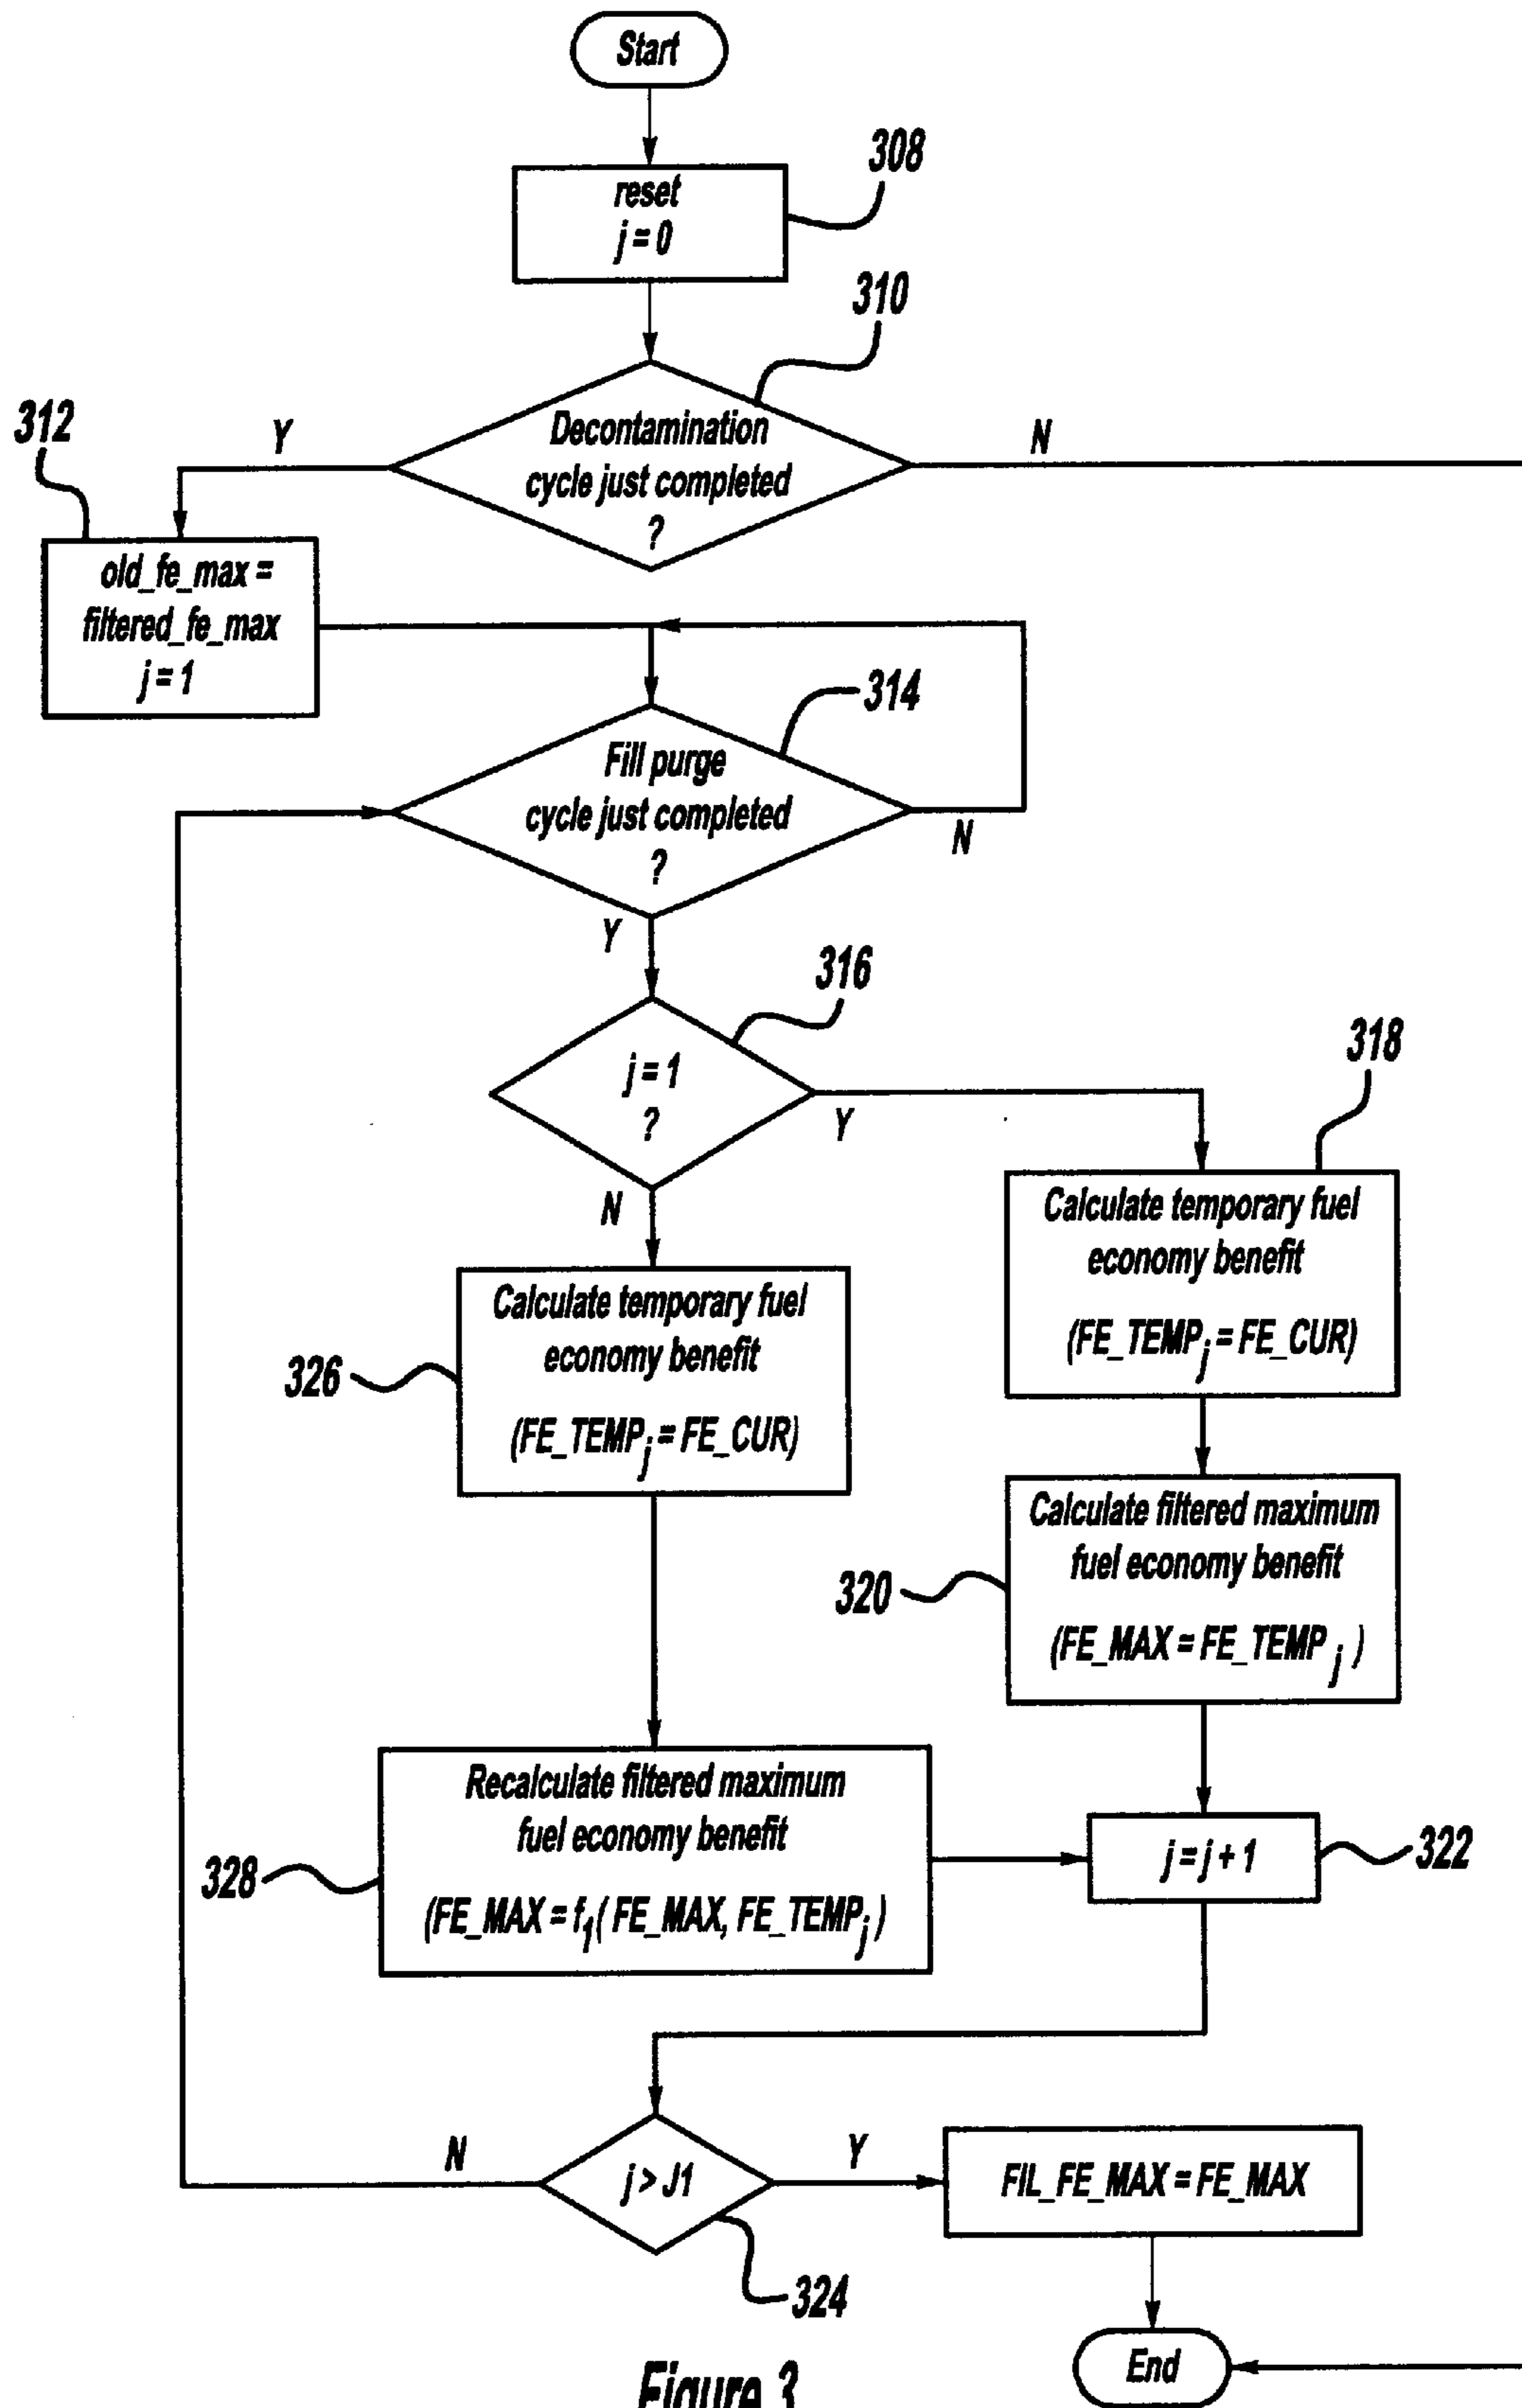 Start
308
reset
j = 0
310
312
Y
N
Decontamination
cycle just completed
?
old_fe_max =
filtered_fe_max
j = 1
314
Fill purge
cycle just completed
?
N
Y
316
j = 1
?
Y
N
318
Calculate temporary fuel
economy benefit
(FE_TEMPj = FE_CUR)
326
Calculate temporary fuel
economy benefit
(FE_TEMPj = FE_CUR)
320
Calculate filtered maximum
fuel economy benefit
(FE_MAX = FE_TEMP j )
328
Recalculate filtered maximum
fuel economy benefit
(FE_MAX = f1( FE_MAX, FE_TEMPj )
j = j + 1
322
N
j > J1
Y
FIL_FE_MAX = FE_MAX
324
End
Figure 3